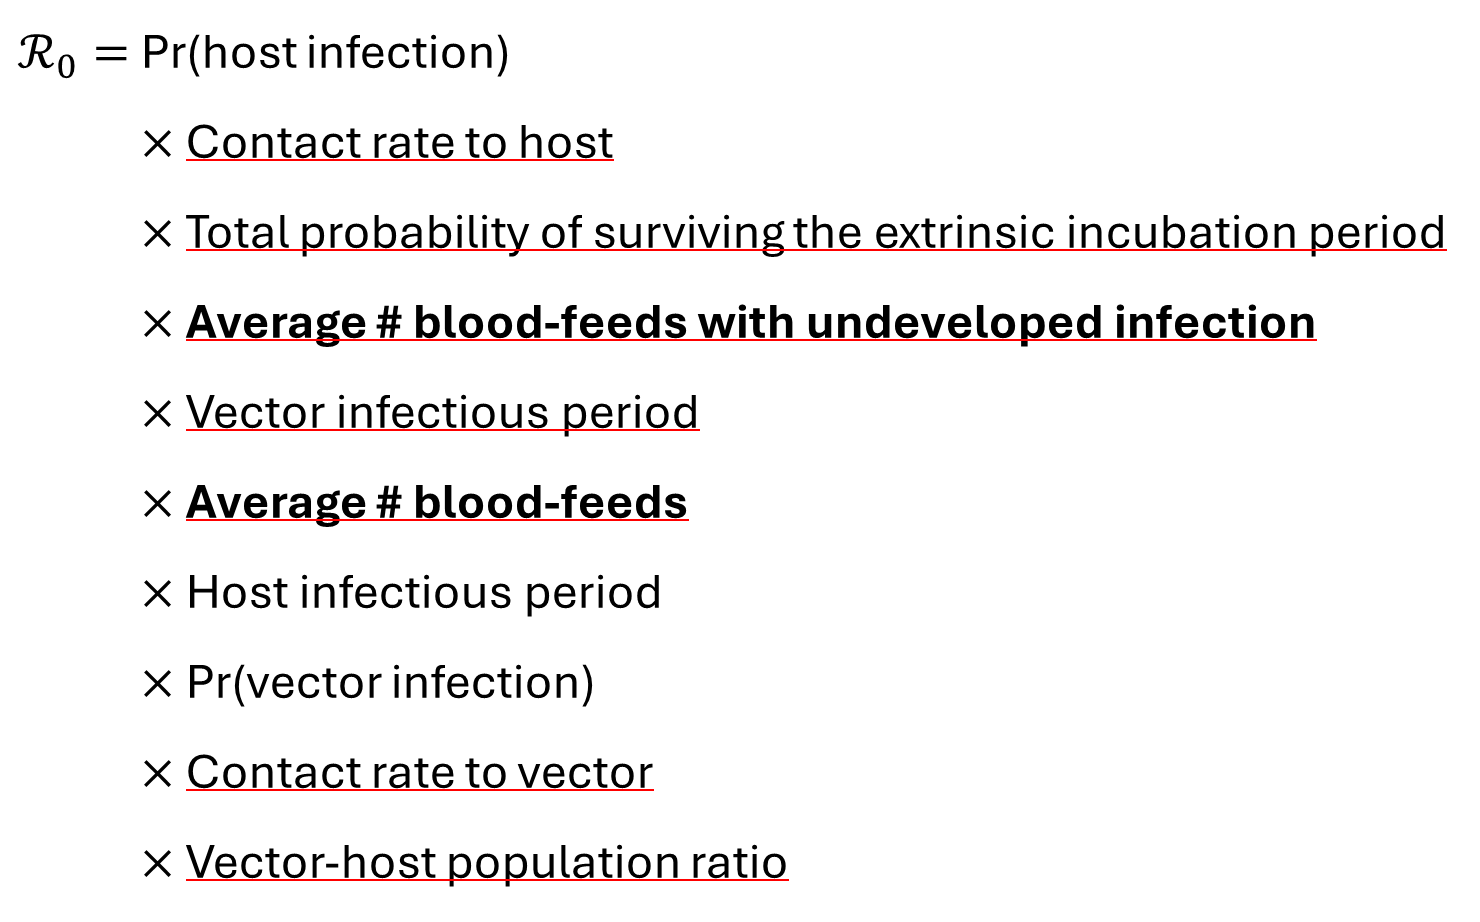 ℛ₀ = Pr(host infection)
× Contact rate to host
× Total probability of surviving the extrinsic incubation period
× Average # blood-feeds with undeveloped infection
× Vector infectious period
× Average # blood-feeds
× Host infectious period
× Pr(vector infection)
× Contact rate to vector
× Vector-host population ratio